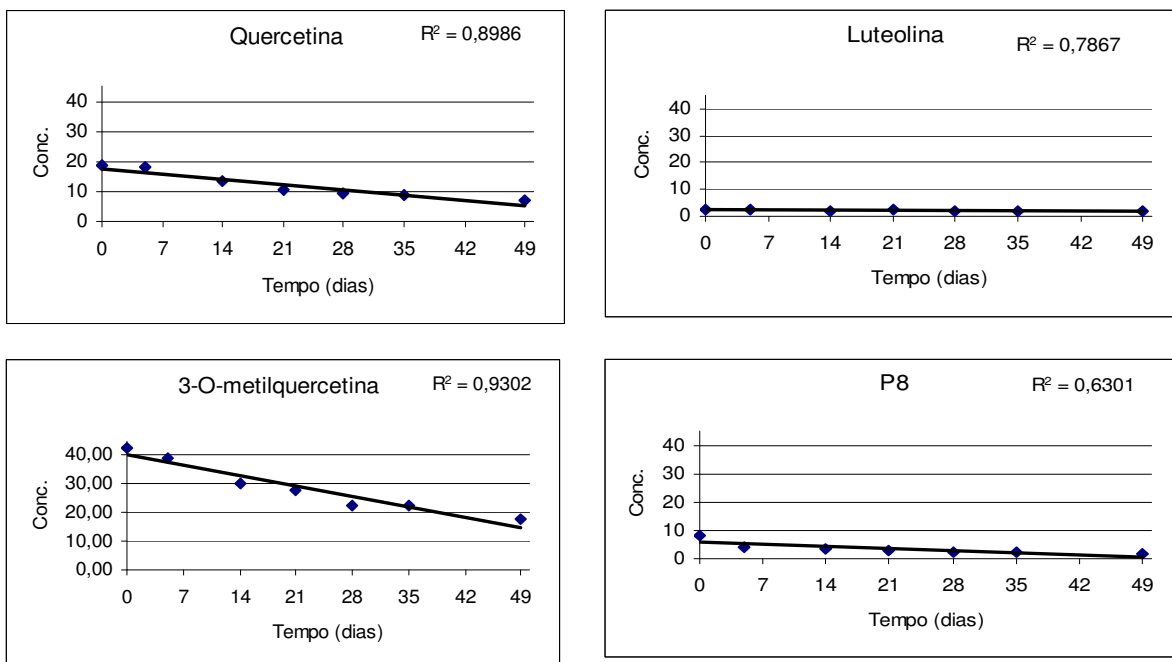 Quercetina R² = 0,8986
40
30
20
10
0
Conc.
0 7 14 21 28 35 42 49
Tempo (dias)
Luteolina R² = 0,7867
40
30
20
10
0
Conc.
0 7 14 21 28 35 42 49
Tempo (dias)
3-O-metilquercetina R² = 0,9302
40,00
30,00
20,00
10,00
0,00
Conc.
0 7 14 21 28 35 42 49
Tempo (dias)
P8 R² = 0,6301
40
30
20
10
0
Conc.
0 7 14 21 28 35 42 49
Tempo (dias)